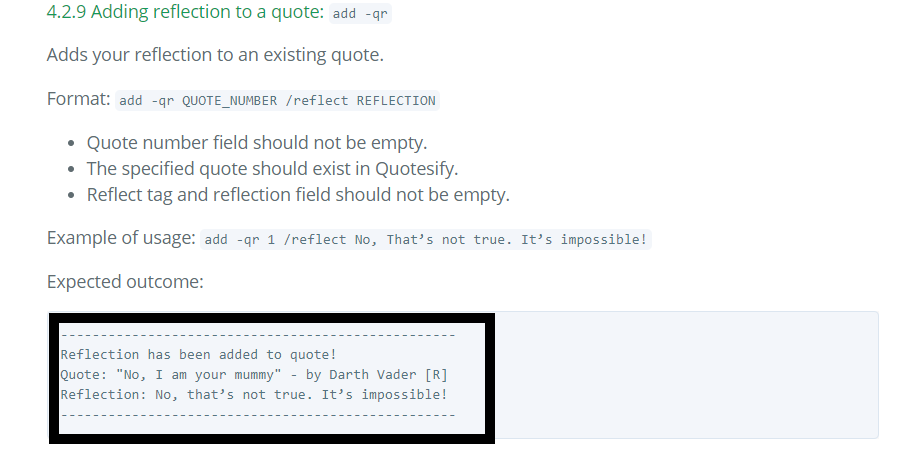 4.2.9 Adding reflection to a quote: add -qr
Adds your reflection to an existing quote.
Format: add -qr QUOTE_NUMBER /reflect REFLECTION
• Quote number field should not be empty.
• The specified quote should exist in Quotesify.
• Reflect tag and reflection field should not be empty.
Example of usage: add -qr 1 /reflect No, That’s not true. It’s impossible!
Expected outcome:
--------------------------------------------------
Reflection has been added to quote!
Quote: "No, I am your mummy" - by Darth Vader [R]
Reflection: No, that’s not true. It’s impossible!
--------------------------------------------------